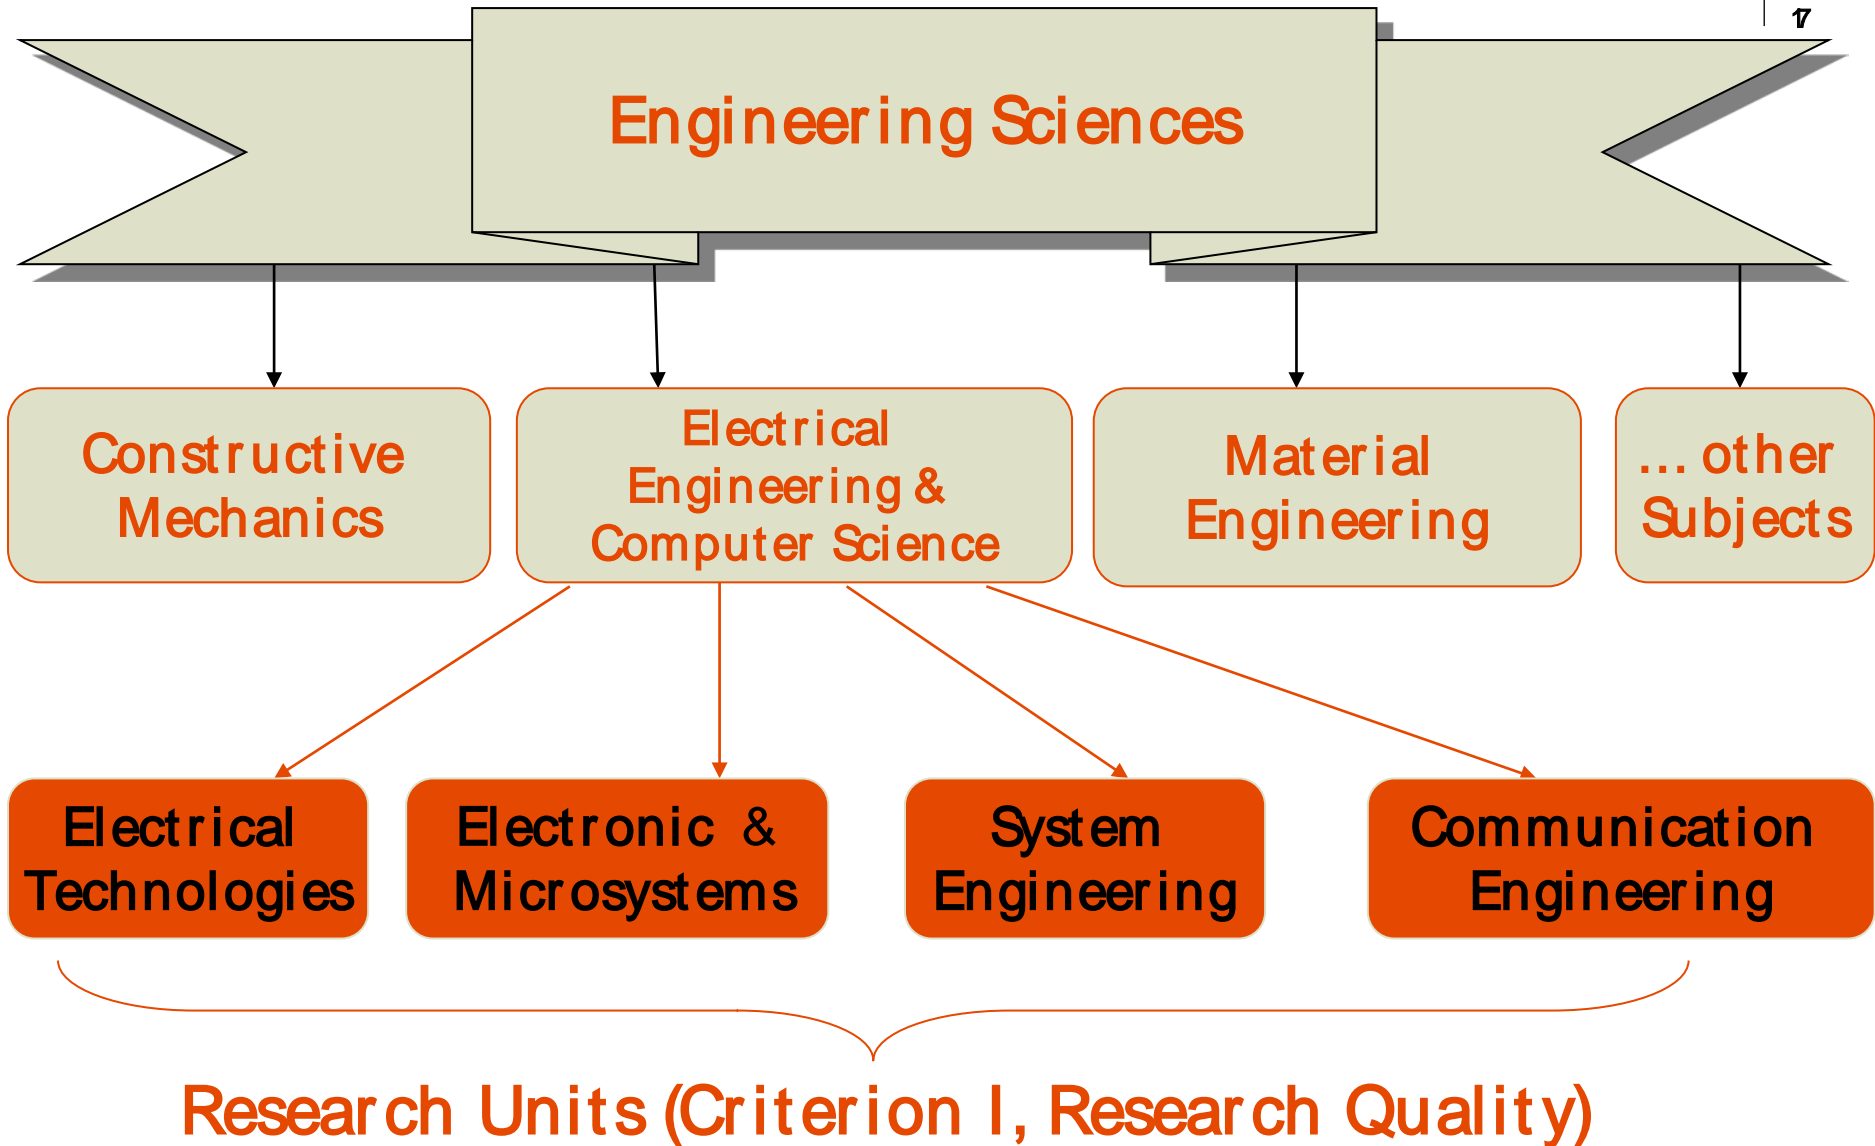 17
Engineering Sciences
Constructive
Mechanics
Electrical
Engineering &
Computer Science
Material
Engineering
... other
Subjects
Electrical
Technologies
Electronic &
Microsystems
System
Engineering
Communication
Engineering
Research Units (Criterion I, Research Quality)